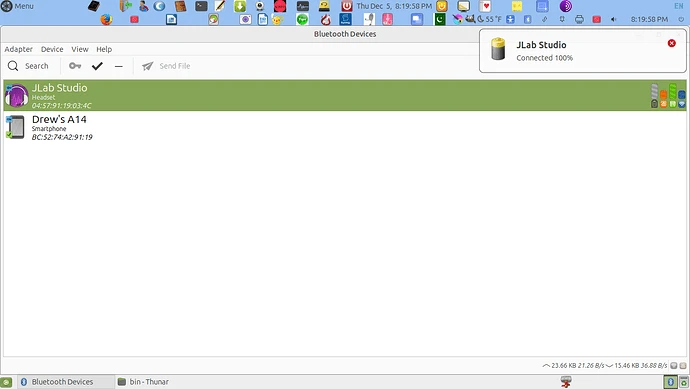 Menu
Thu Dec 5, 8:19:58 PM
EN
55 °F
8:19:58 PM
Bluetooth Devices
JLab Studio
Connected 100%
Adapter Device View Help
Search
Send File
JLab Studio
Headset
04:57:91:19:03:4C
Drew's A14
Smartphone
BC:52:74:A2:91:19
23.66 KB 21.26 B/s 15.46 KB 36.88 B/s
Bluetooth Devices
bin - Thunar